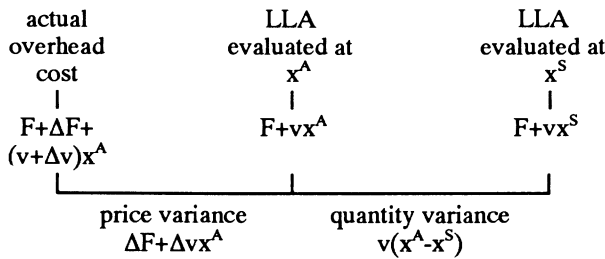 actual
overhead
cost
F+ΔF+
(v+Δv)x^A
LLA
evaluated at
x^A
F+vx^A
LLA
evaluated at
x^S
F+vx^S
price variance
ΔF+Δvx^A
quantity variance
v(x^A-x^S)